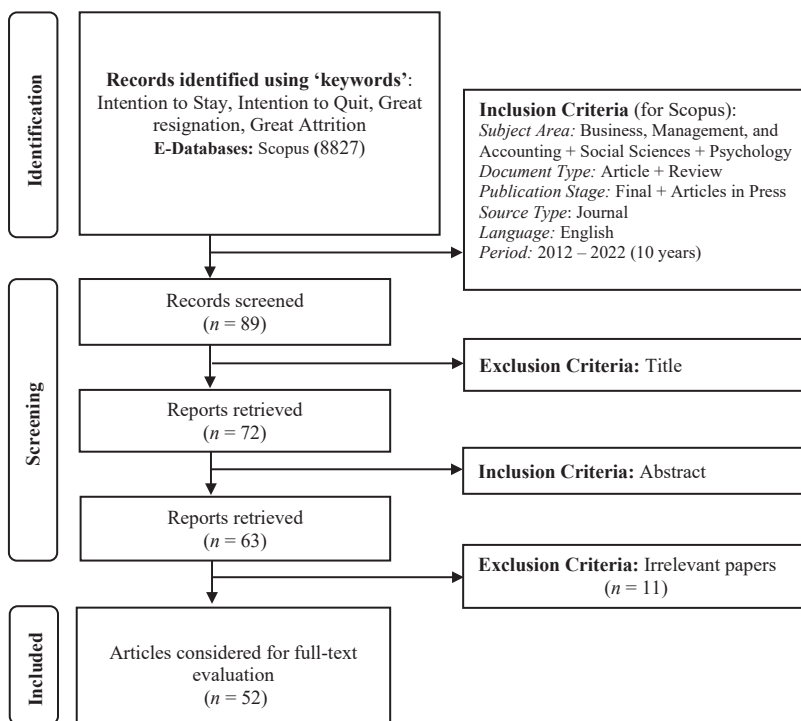 Identification
Records identified using ‘keywords’:
Intention to Stay, Intention to Quit, Great
resignation, Great Attrition
E-Databases: Scopus (8827)
Inclusion Criteria (for Scopus):
Subject Area: Business, Management, and
Accounting + Social Sciences + Psychology
Document Type: Article + Review
Publication Stage: Final + Articles in Press
Source Type: Journal
Language: English
Period: 2012 – 2022 (10 years)
Screening
Records screened
(n = 89)
Exclusion Criteria: Title
Reports retrieved
(n = 72)
Inclusion Criteria: Abstract
Reports retrieved
(n = 63)
Exclusion Criteria: Irrelevant papers
(n = 11)
Included
Articles considered for full-text
evaluation
(n = 52)